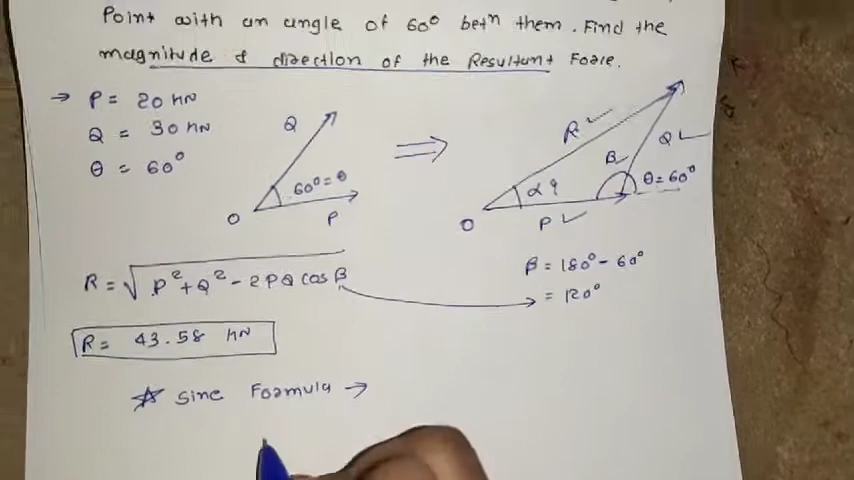 Point with an angle of 60° betn them. Find the
magnitude & direction of the Resultant Force.
→ P = 20 kN
Q = 30 kN
θ = 60°
Q
60° = θ
O
P
⇒
R ✓
Q ✓
B ✓
α ?
θ = 60°
O
P ✓
R = √P² + Q² - 2PQ cos β
β = 180° - 60°
= 120°
R = 43.58 kN
☆ Sine Formula →